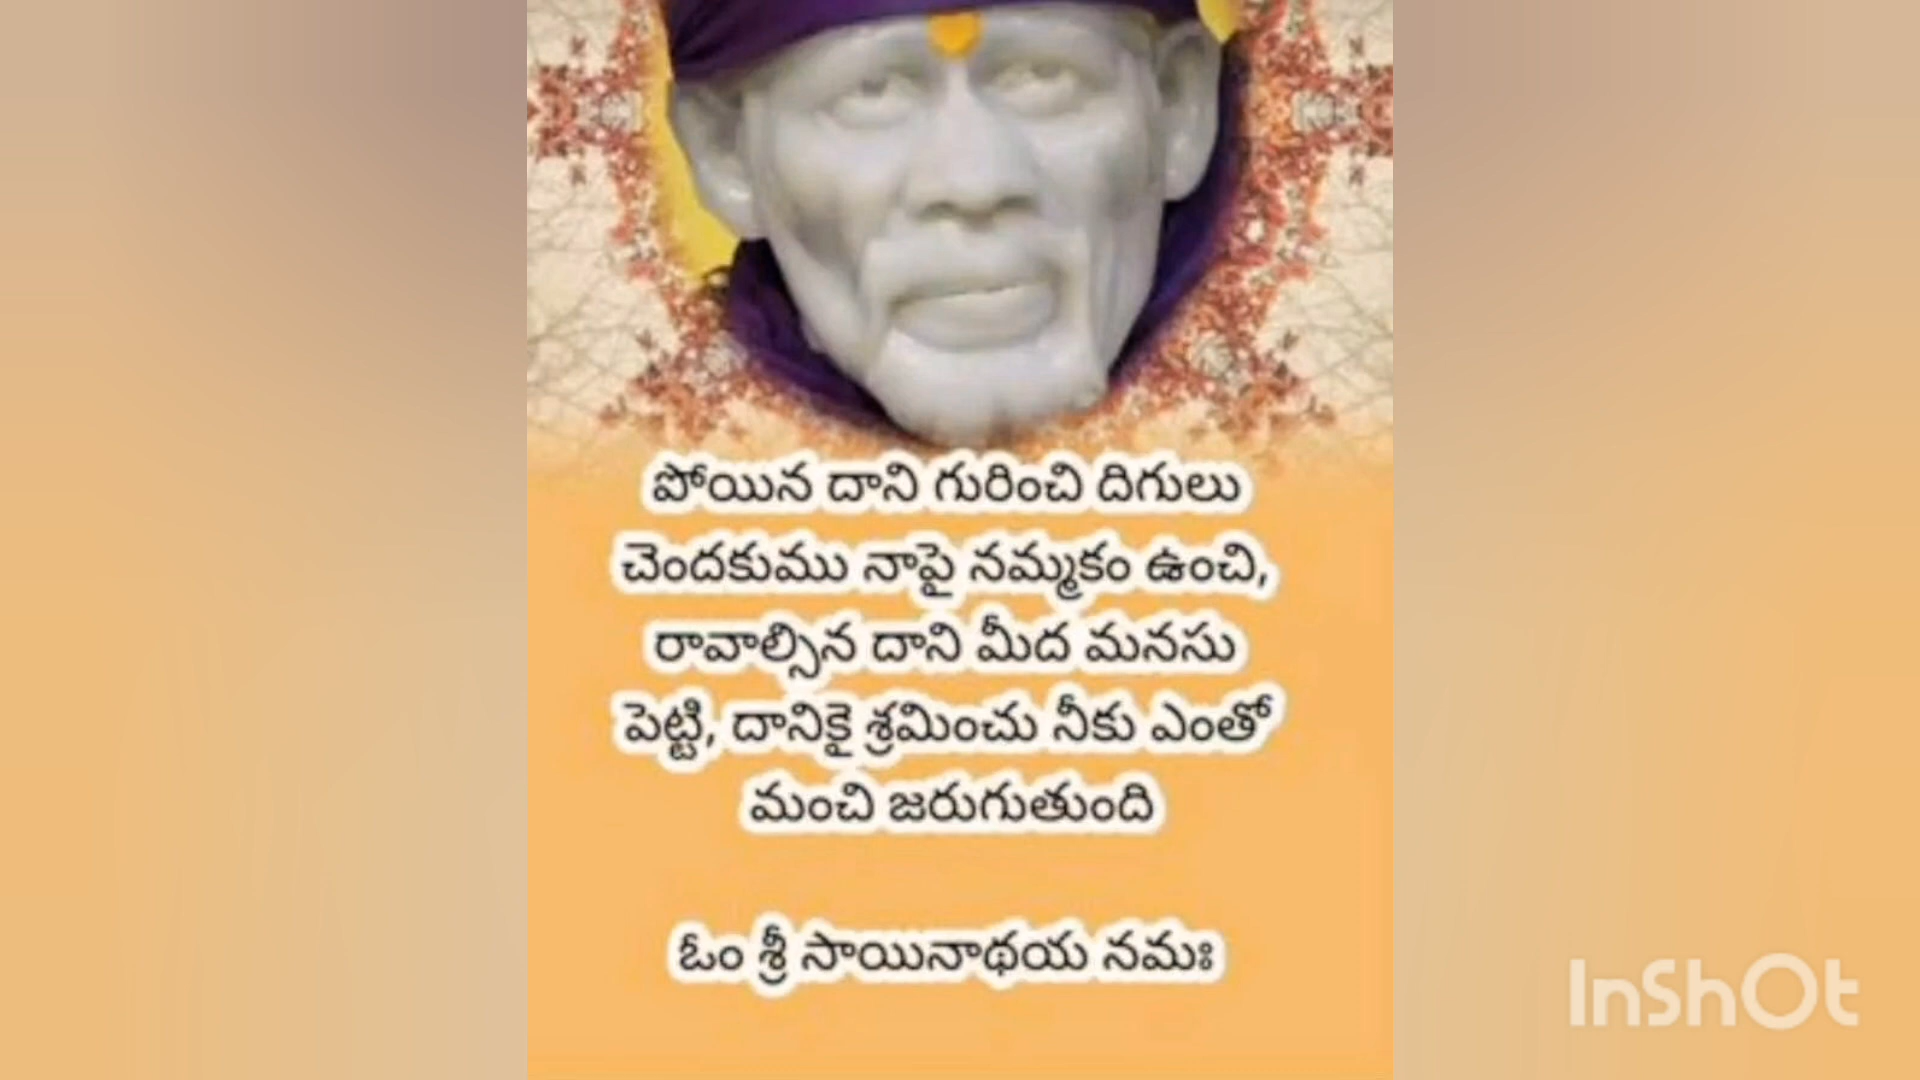 పోయిన దాని గురించి దిగులు
చెందకుము నాపై నమ్మకం ఉంచి,
రావాల్సిన దాని మీద మనసు
పెట్టి, దానికై శ్రమించు నీకు ఎంతో
మంచి జరుగుతుంది
ఓం శ్రీ సాయినాథయ నమః
InShOt